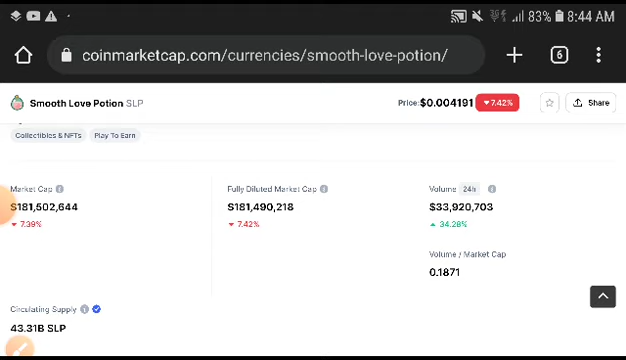 83% 8:44 AM
coinmarketcap.com/currencies/smooth-love-potion/
6
Smooth Love Potion SLP
Price:$0.004191
7.42%
Share
Collectibles & NFTs
Play To Earn
Market Cap
$181,502,644
7.39%
Fully Diluted Market Cap
$181,490,218
7.42%
Volume 24h
$33,920,703
34.28%
Volume / Market Cap
0.1871
Circulating Supply
43.31B SLP